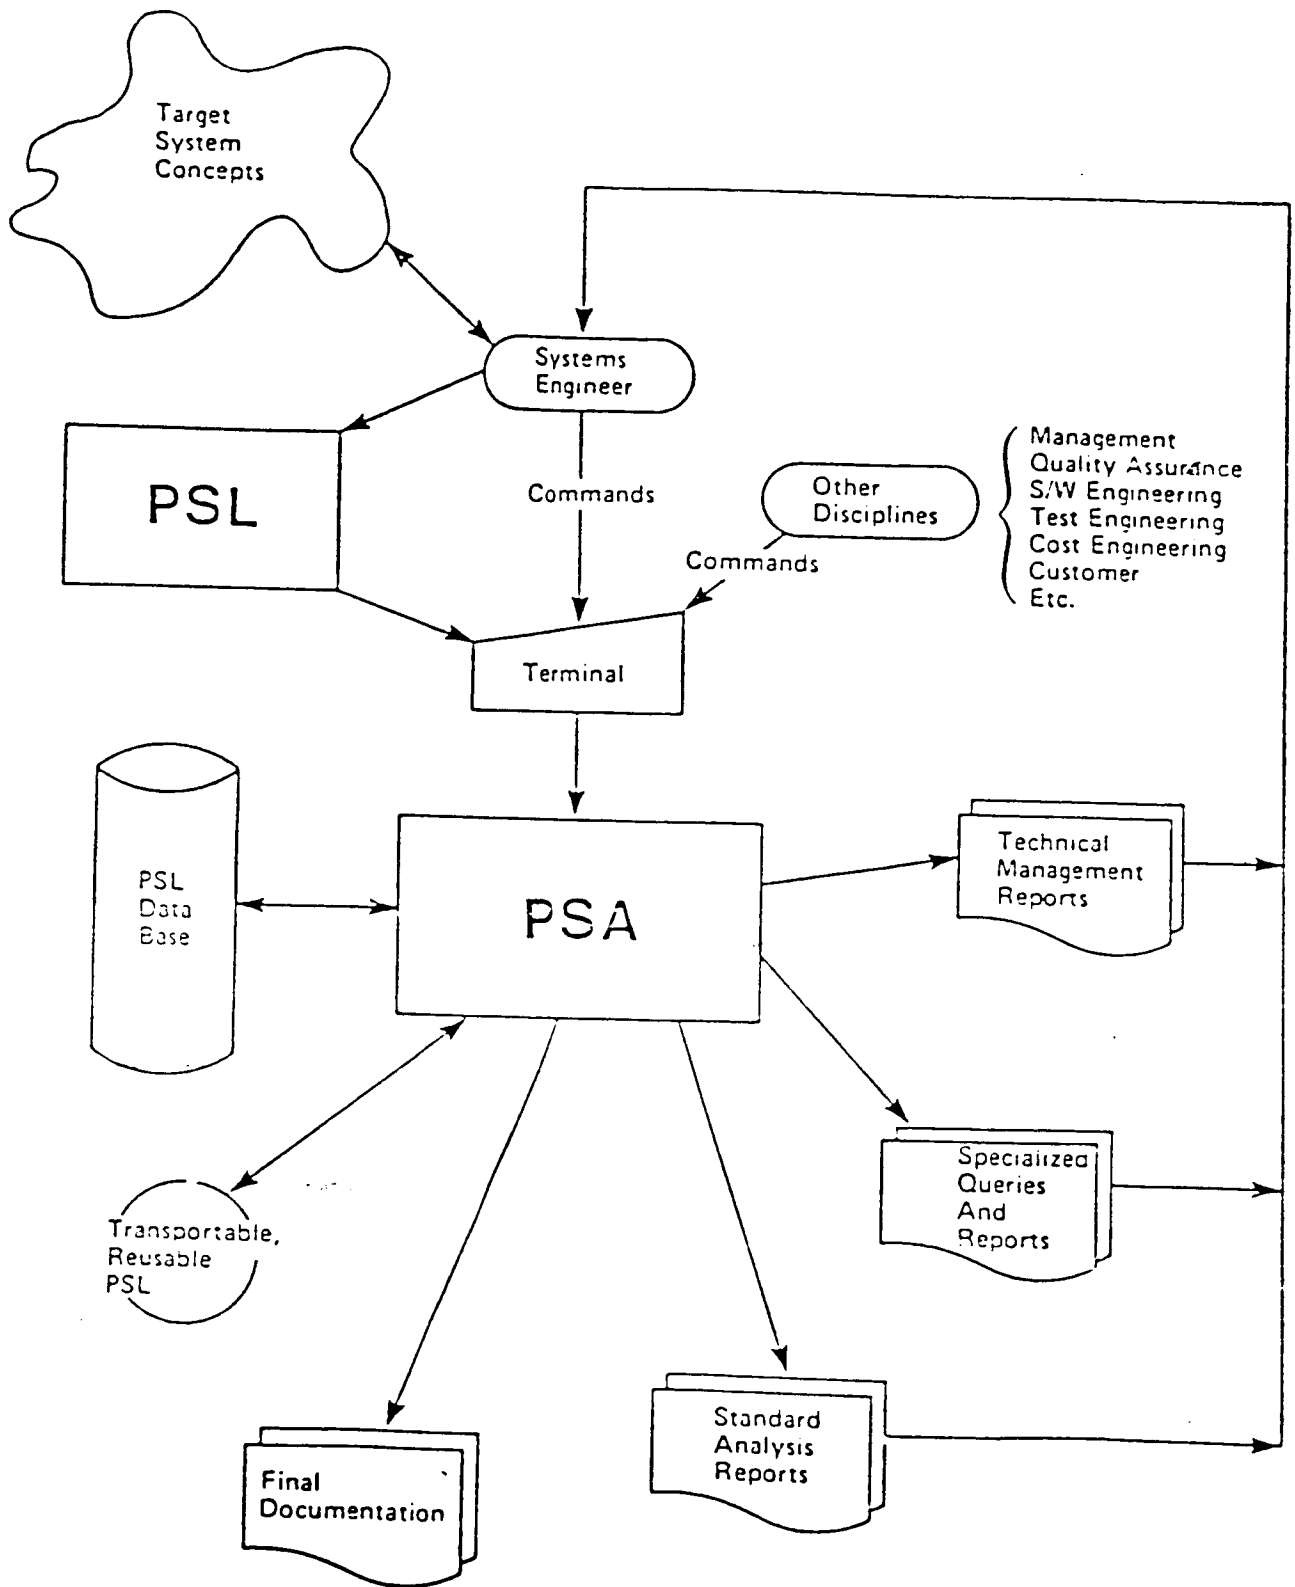 Target
System
Concepts
Systems
Engineer
PSL
Commands
Other
Disciplines
Management
Quality Assurance
S/W Engineering
Test Engineering
Cost Engineering
Customer
Etc.
Commands
Terminal
PSL
Data
Base
PSA
Technical
Management
Reports
Specialized
Queries
And
Reports
Transportable,
Reusable
PSL
Standard
Analysis
Reports
Final
Documentation